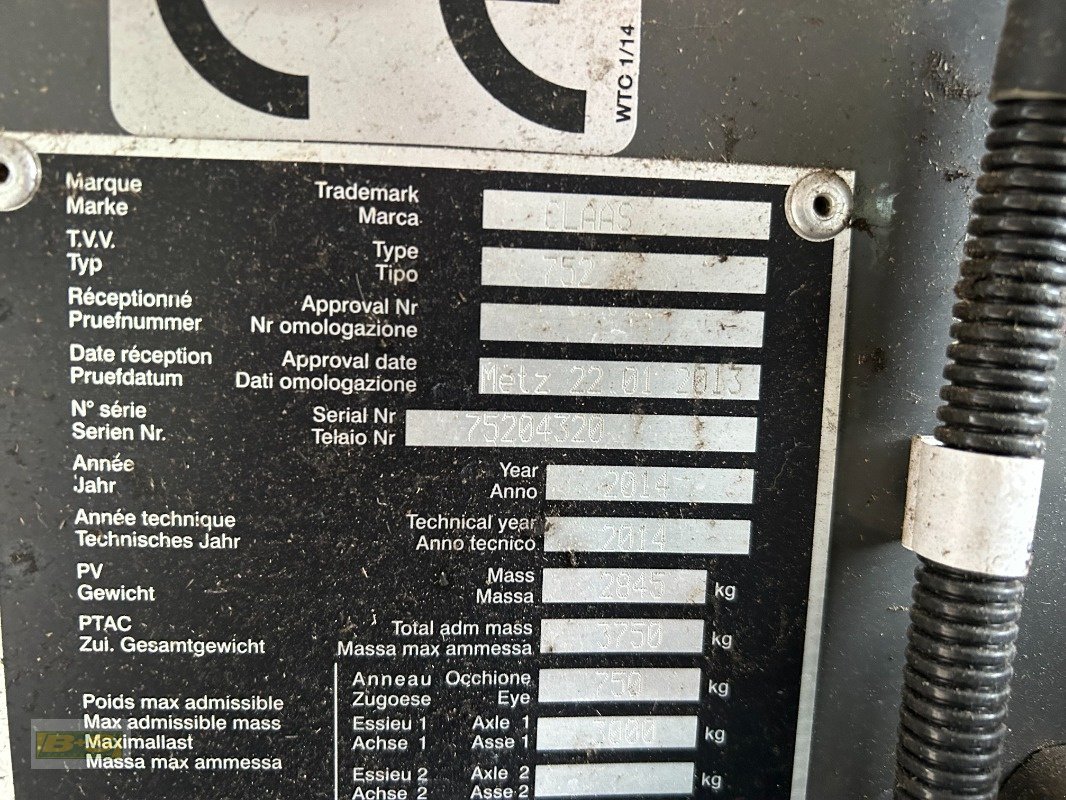 CE
WTC 1/14
Marque Trademark CLAAS
Marke Marca
T.V.V. Type 752
Typ Tipo
Réceptionné Approval Nr
Pruefnummer Nr omologazione
Date réception Approval date Metz 22 01 2013
Pruefdatum Dati omologazione
N° série Serial Nr 75204320
Serien Nr. Telaio Nr
Année Year 2014
Jahr Anno
Année technique Technical year 2014
Technisches Jahr Anno tecnico
PV Mass 2845 kg
Gewicht Massa
PTAC Total adm mass 3750 kg
Zui. Gesamtgewicht Massa max ammessa
Anneau Occhione 750 kg
Zugoese Eye
Poids max admissible
Max admissible mass
Maximallast
Massa max ammessa
Essieu 1 Axle 1 3000 kg
Achse 1 Asse 1
Essieu 2 Axle 2 kg
Achse 2 Asse 2